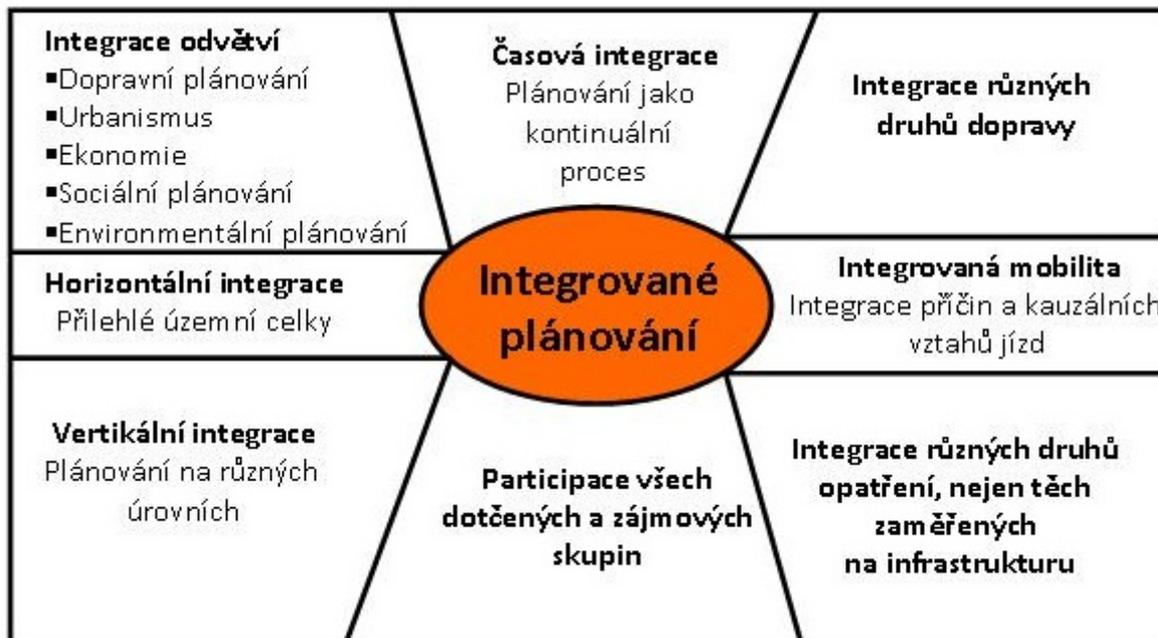 Integrace odvětví
▪Dopravní plánování
▪Urbanismus
▪Ekonomie
▪Sociální plánování
▪Environmentální plánování
Časová integrace
Plánování jako
kontinuální
proces
Integrace různých
druhů dopravy
Horizontální integrace
Přilehlé územní celky
Integrované
plánování
Integrovaná mobilita
Integrace příčin a kauzálních
vztahů jízd
Vertikální integrace
Plánování na různých
úrovních
Participace všech
dotčených a zájmových
skupin
Integrace různých druhů
opatření, nejen těch
zaměřených
na infrastrukturu